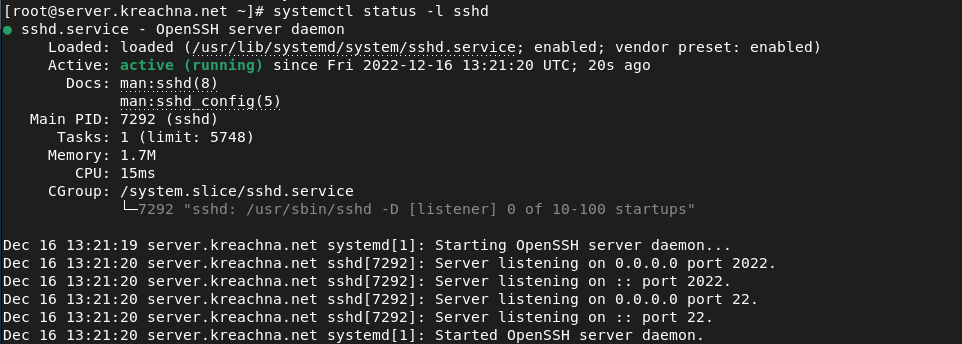 [root@server.kreachna.net ~]# systemctl status -l sshd
● sshd.service - OpenSSH server daemon
     Loaded: loaded (/usr/lib/systemd/system/sshd.service; enabled; vendor preset: enabled)
     Active: active (running) since Fri 2022-12-16 13:21:20 UTC; 20s ago
       Docs: man:sshd(8)
             man:sshd_config(5)
   Main PID: 7292 (sshd)
      Tasks: 1 (limit: 5748)
     Memory: 1.7M
        CPU: 15ms
     CGroup: /system.slice/sshd.service
             └─7292 "sshd: /usr/sbin/sshd -D [listener] 0 of 10-100 startups"

Dec 16 13:21:19 server.kreachna.net systemd[1]: Starting OpenSSH server daemon...
Dec 16 13:21:20 server.kreachna.net sshd[7292]: Server listening on 0.0.0.0 port 2022.
Dec 16 13:21:20 server.kreachna.net sshd[7292]: Server listening on :: port 2022.
Dec 16 13:21:20 server.kreachna.net sshd[7292]: Server listening on 0.0.0.0 port 22.
Dec 16 13:21:20 server.kreachna.net sshd[7292]: Server listening on :: port 22.
Dec 16 13:21:20 server.kreachna.net systemd[1]: Started OpenSSH server daemon.